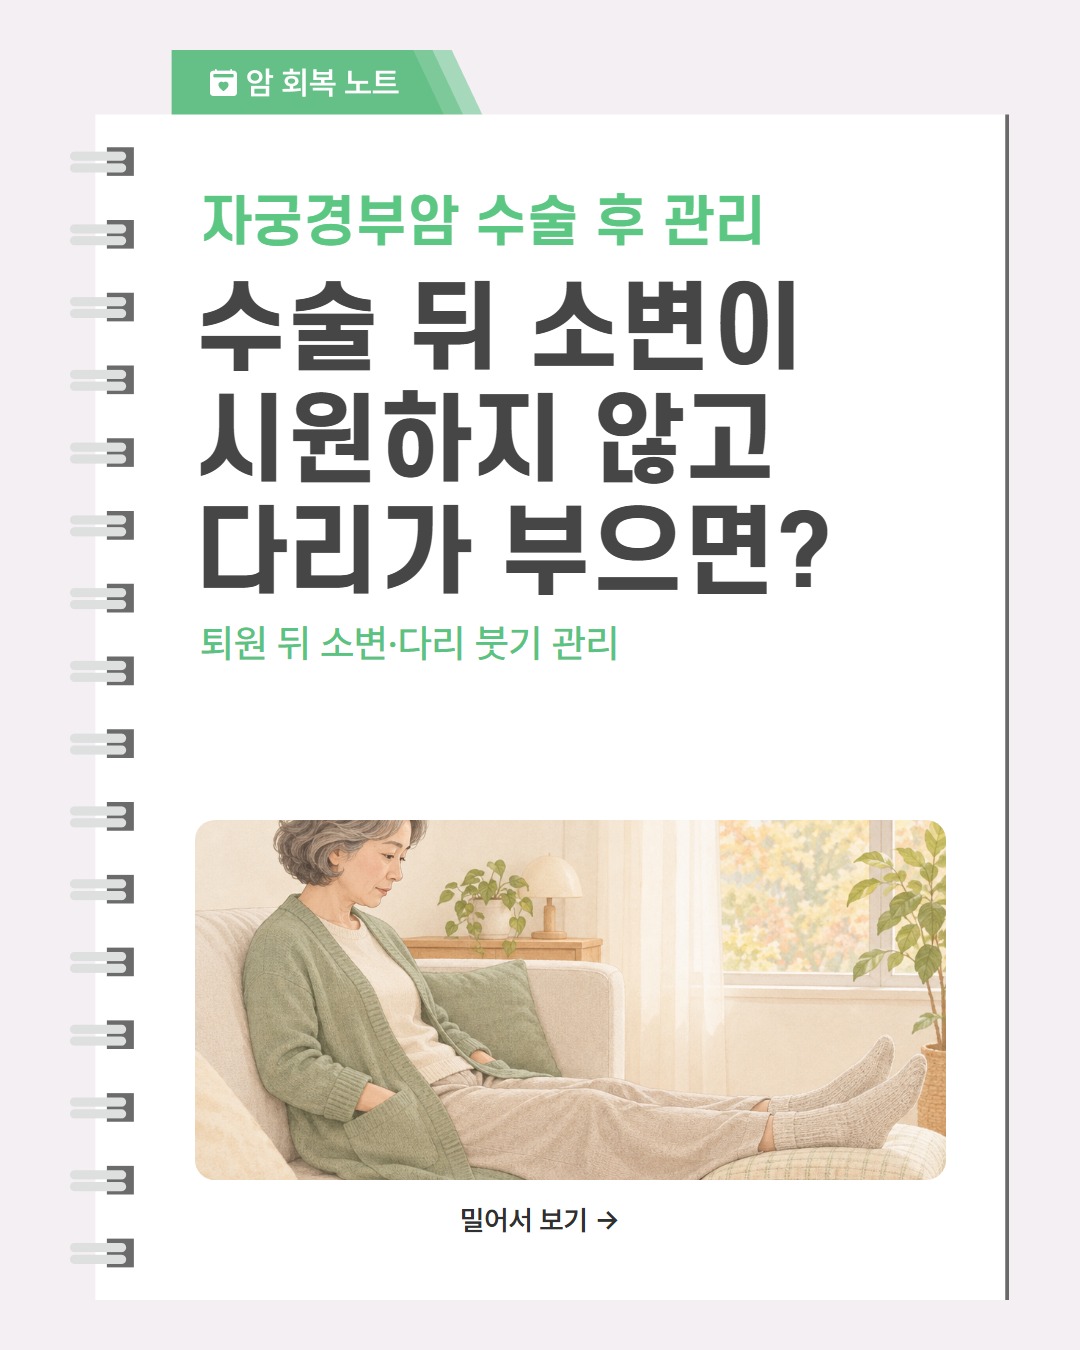 암 회복 노트
자궁경부암 수술 후 관리
수술 뒤 소변이
시원하지 않고
다리가 부으면?
퇴원 뒤 소변·다리 붓기 관리
밀어서 보기 →